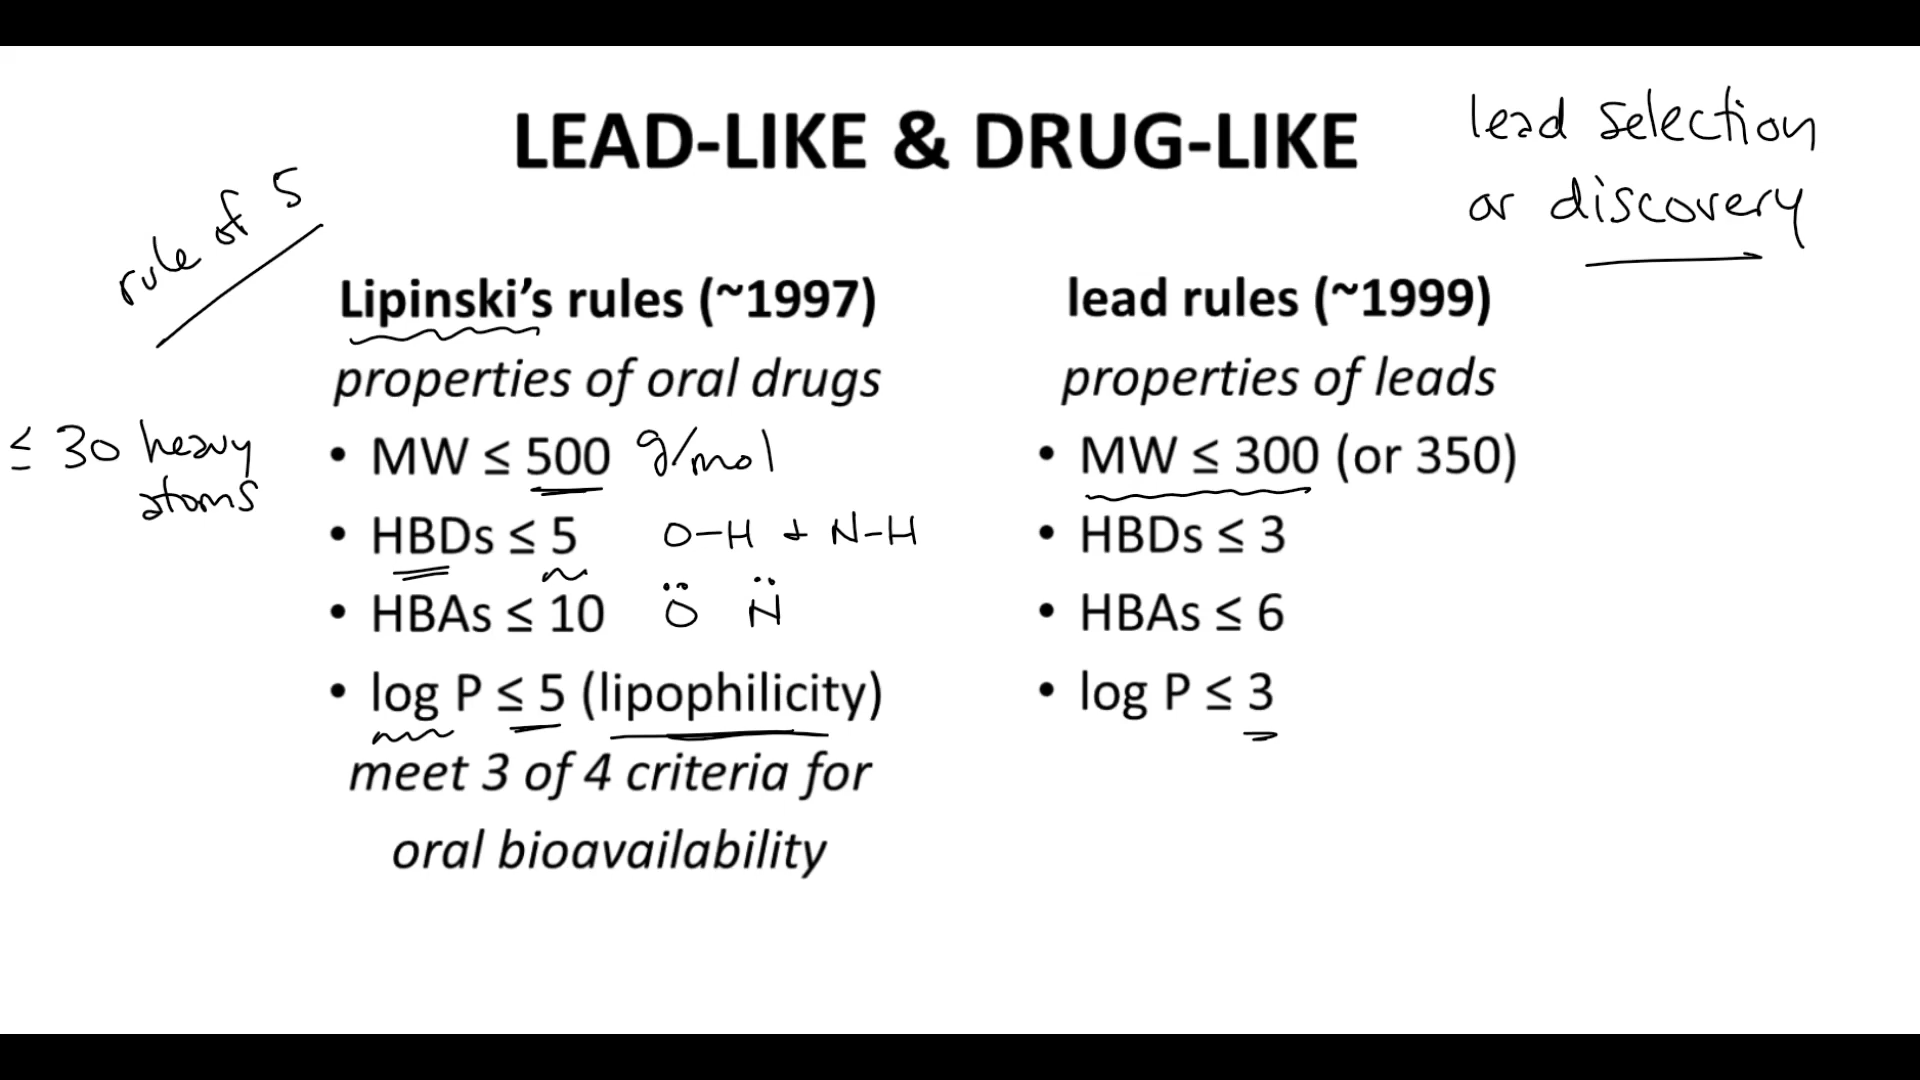 LEAD-LIKE & DRUG-LIKE
lead selection
or discovery
rule of 5
Lipinski’s rules (~1997)
properties of oral drugs
• MW ≤ 500 g/mol
≤ 30 heavy
atoms
• HBDs ≤ 5 O–H + N–H
• HBAs ≤ 10 Ö N̈
• log P ≤ 5 (lipophilicity)
meet 3 of 4 criteria for
oral bioavailability
lead rules (~1999)
properties of leads
• MW ≤ 300 (or 350)
• HBDs ≤ 3
• HBAs ≤ 6
• log P ≤ 3